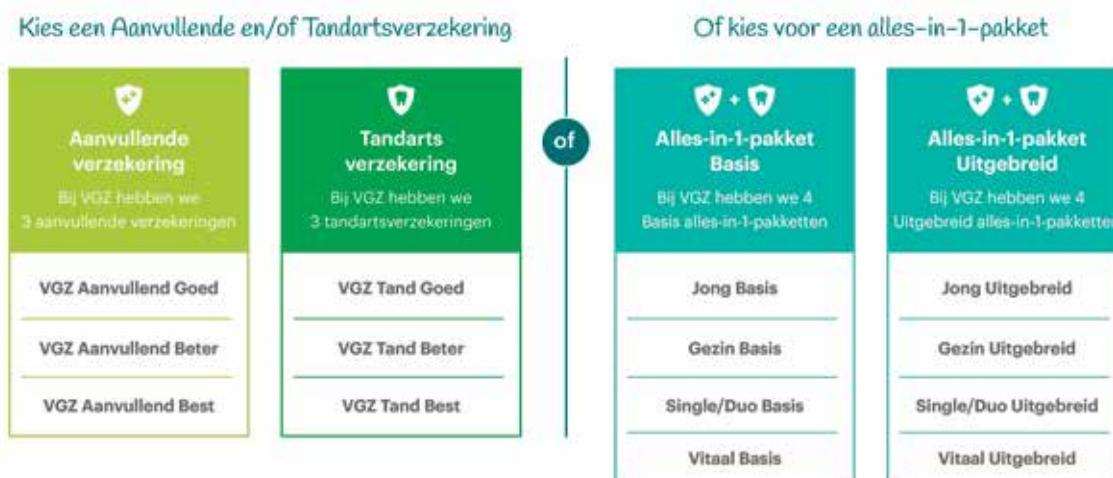 Kies een Aanvullende en/of Tandartsverzekering
Aanvullende
verzekering
Bij VGZ hebben we
3 aanvullende verzekeringen
VGZ Aanvullend Goed
VGZ Aanvullend Beter
VGZ Aanvullend Best
Tandarts
verzekering
Bij VGZ hebben we
3 tandartsverzekeringen
VGZ Tand Goed
VGZ Tand Beter
VGZ Tand Best
of
Of kies voor een alles-in-1-pakket
Alles-in-1-pakket
Basis
Bij VGZ hebben we 4
Basis alles-in-1-pakketten
Jong Basis
Gezin Basis
Single/Duo Basis
Vitaal Basis
Alles-in-1-pakket
Uitgebreid
Bij VGZ hebben we 4
Uitgebreid alles-in-1-pakketten
Jong Uitgebreid
Gezin Uitgebreid
Single/Duo Uitgebreid
Vitaal Uitgebreid